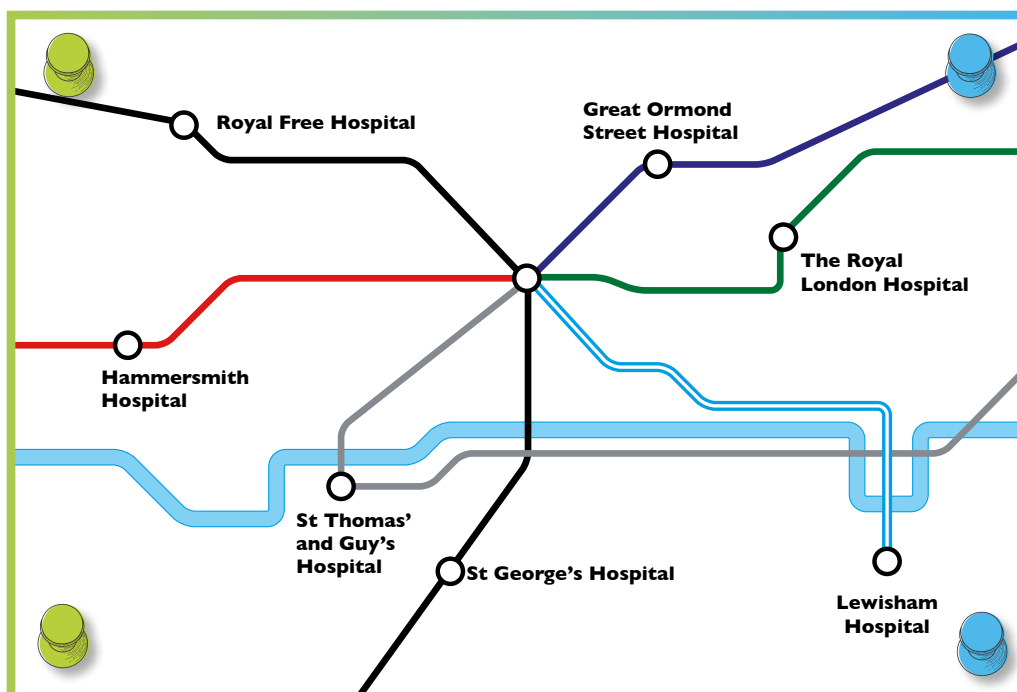 Royal Free Hospital
Great Ormond
Street Hospital
The Royal
London Hospital
Hammersmith
Hospital
St Thomas’
and Guy’s
Hospital
St George’s Hospital
Lewisham
Hospital